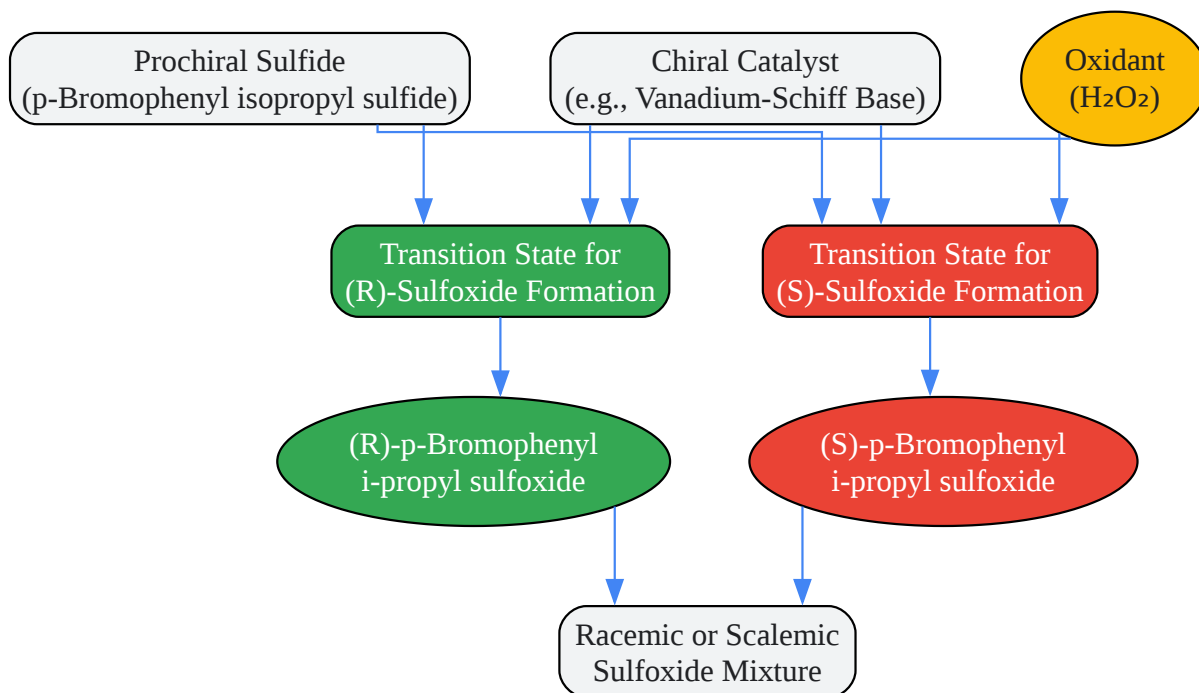 Prochiral Sulfide
(p-Bromophenyl isopropyl sulfide)
Chiral Catalyst
(e.g., Vanadium-Schiff Base)
Oxidant
(H₂O₂)
Transition State for
(R)-Sulfoxide Formation
Transition State for
(S)-Sulfoxide Formation
(R)-p-Bromophenyl
i-propyl sulfoxide
(S)-p-Bromophenyl
i-propyl sulfoxide
Racemic or Scalemic
Sulfoxide Mixture